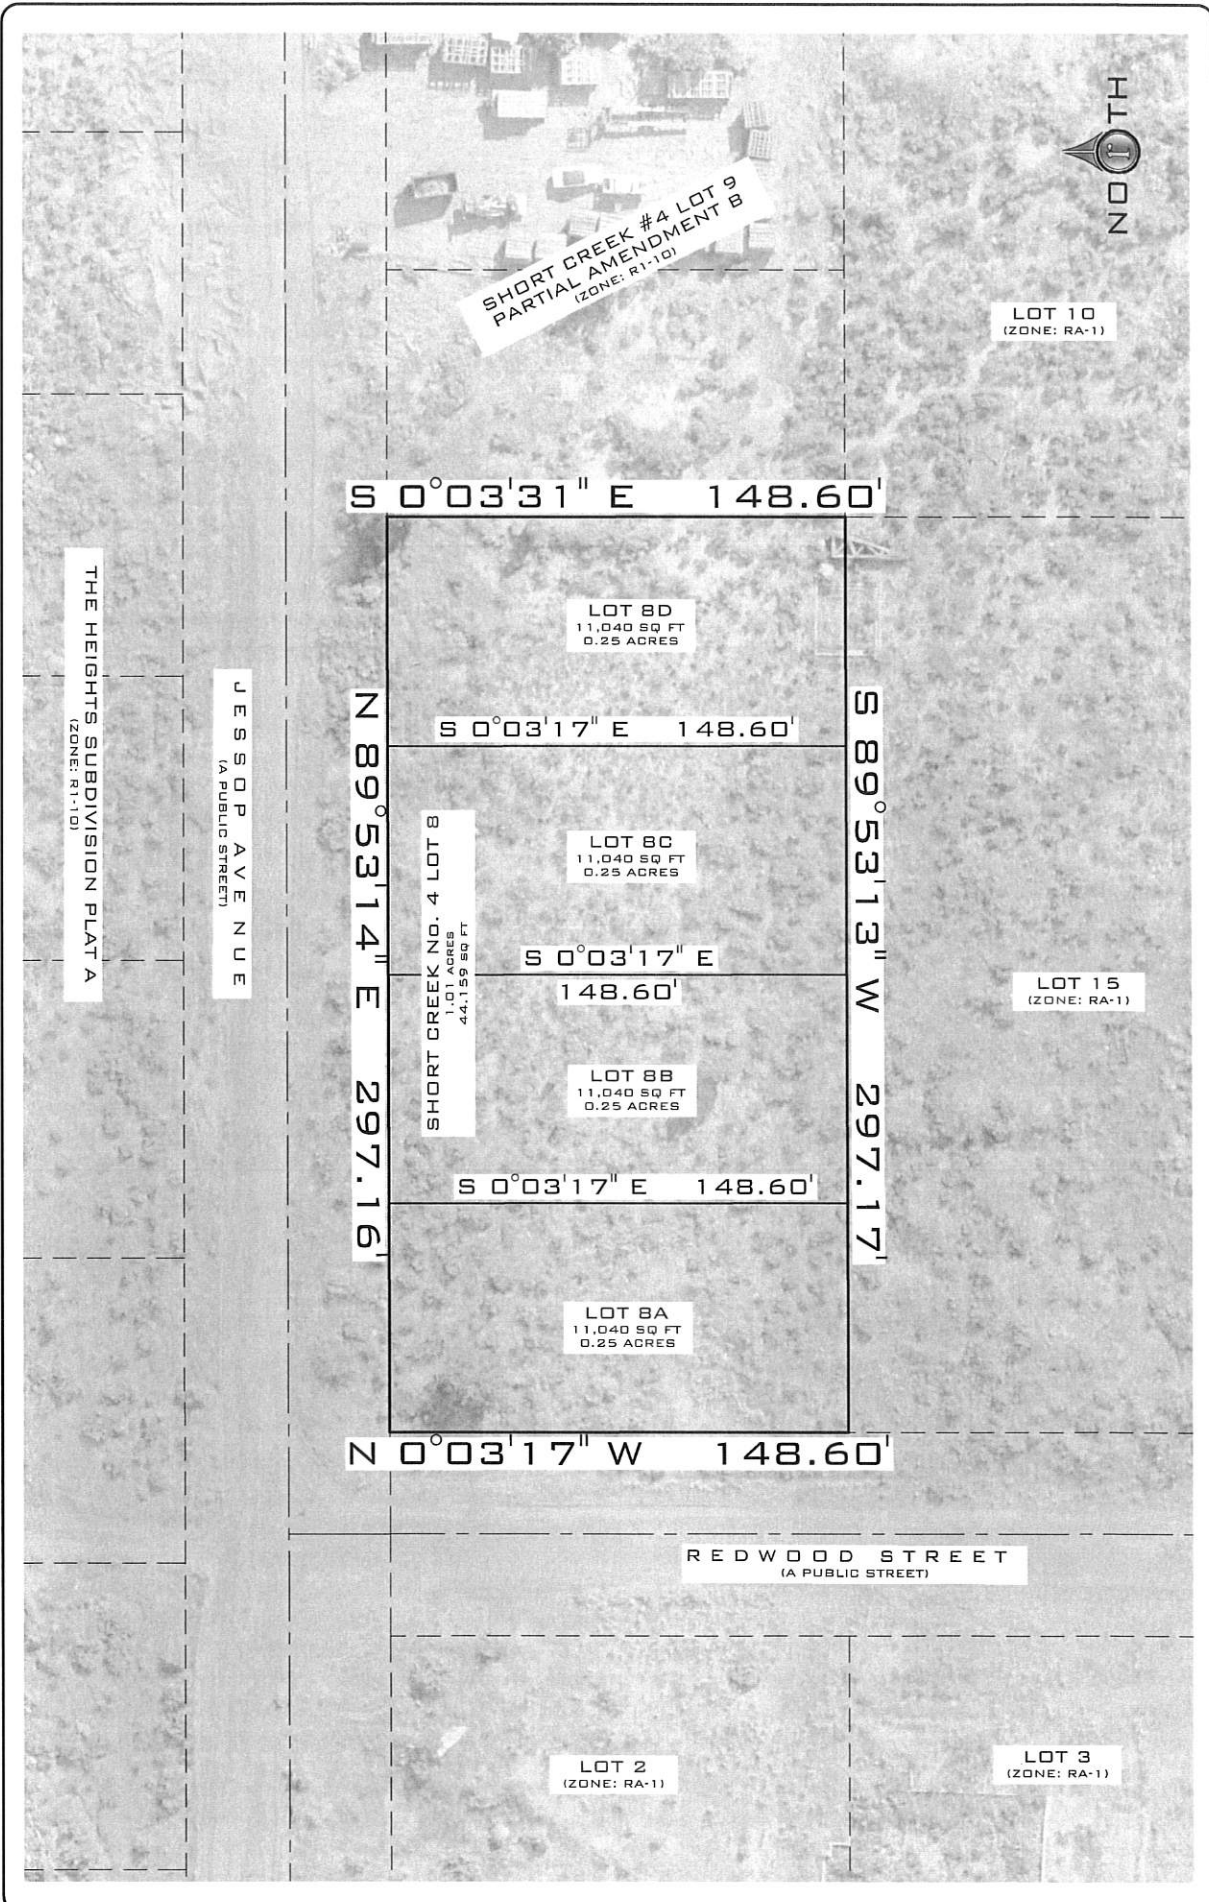 NORTH
SHORT CREEK #4 LOT 9
PARTIAL AMENDMENT B
(ZONE: R1-10)
LOT 10
(ZONE: RA-1)
S 0°03'31" E 148.60'
THE HEIGHTS SUBDIVISION PLAT A
(ZONE: R1-10)
JESSOP AVE NUE
(A PUBLIC STREET)
N 89°53'14" E 297.16'
S 89°53'13" W 297.17'
LOT 8D
11,040 SQ FT
0.25 ACRES
S 0°03'17" E 148.60'
SHORT CREEK No. 4 LOT 8
1.01 ACRES
44,159 SQ FT
LOT 8C
11,040 SQ FT
0.25 ACRES
S 0°03'17" E
148.60'
LOT 15
(ZONE: RA-1)
LOT 8B
11,040 SQ FT
0.25 ACRES
S 0°03'17" E 148.60'
LOT 8A
11,040 SQ FT
0.25 ACRES
N 0°03'17" W 148.60'
REDWOOD STREET
(A PUBLIC STREET)
LOT 2
(ZONE: RA-1)
LOT 3
(ZONE: RA-1)